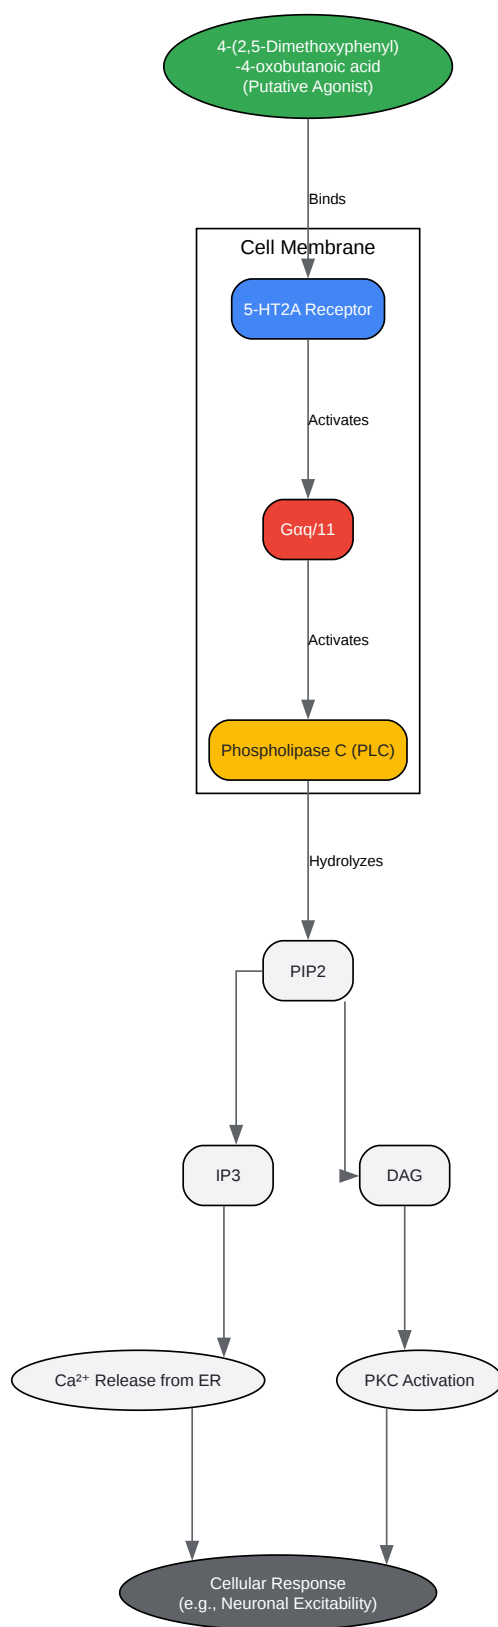 4-(2,5-Dimethoxyphenyl)
-4-oxobutanoic acid
(Putative Agonist)
Binds
Cell Membrane
5-HT2A Receptor
Activates
Gαq/11
Activates
Phospholipase C (PLC)
Hydrolyzes
PIP2
IP3
DAG
Ca²⁺ Release from ER
PKC Activation
Cellular Response
(e.g., Neuronal Excitability)